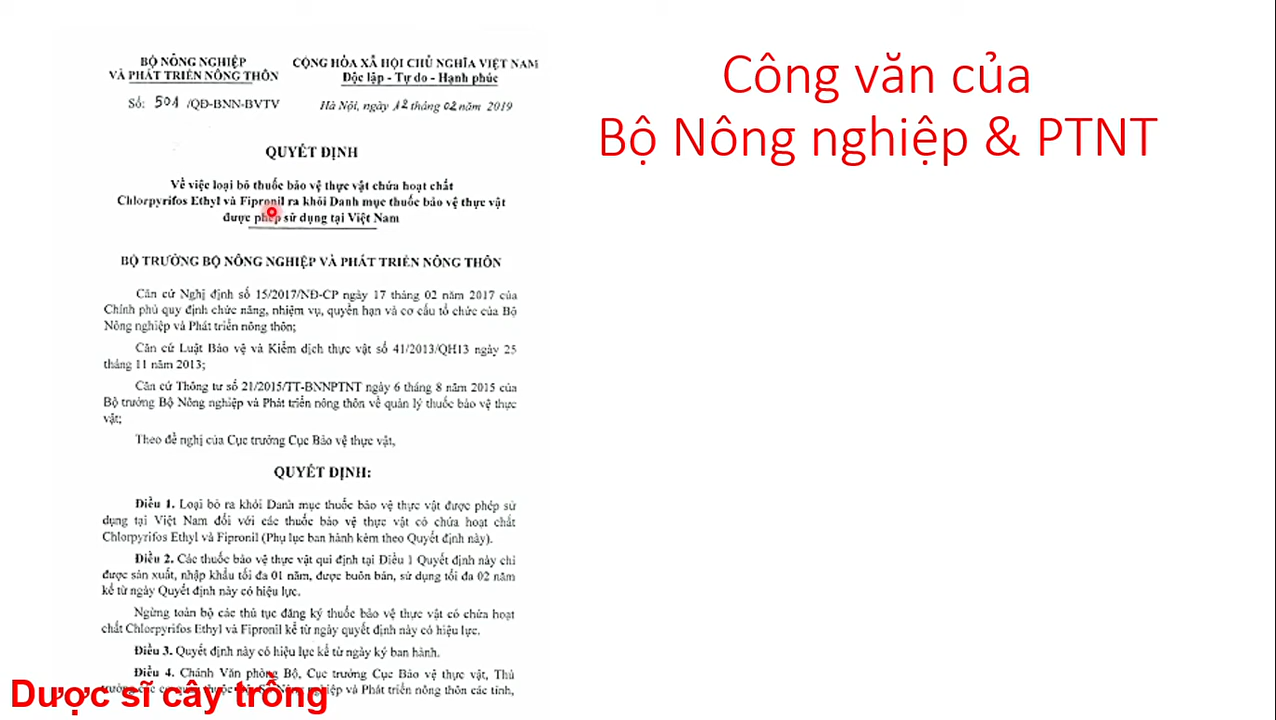 BỘ NÔNG NGHIỆP
VÀ PHÁT TRIỂN NÔNG THÔN
CỘNG HÒA XÃ HỘI CHỦ NGHĨA VIỆT NAM
Độc lập - Tự do - Hạnh phúc
Số: 501 /QĐ-BNN-BVTV
Hà Nội, ngày 12 tháng 02 năm 2019
QUYẾT ĐỊNH
Về việc loại bỏ thuốc bảo vệ thực vật chứa hoạt chất
Chlorpyrifos Ethyl và Fipronil ra khỏi Danh mục thuốc bảo vệ thực vật
được phép sử dụng tại Việt Nam
BỘ TRƯỞNG BỘ NÔNG NGHIỆP VÀ PHÁT TRIỂN NÔNG THÔN
Căn cứ Nghị định số 15/2017/NĐ-CP ngày 17 tháng 02 năm 2017 của
Chính phủ quy định chức năng, nhiệm vụ, quyền hạn và cơ cấu tổ chức của Bộ
Nông nghiệp và Phát triển nông thôn;
Căn cứ Luật Bảo vệ và Kiểm dịch thực vật số 41/2013/QH13 ngày 25
tháng 11 năm 2013;
Căn cứ Thông tư số 21/2015/TT-BNNPTNT ngày 6 tháng 8 năm 2015 của
Bộ trưởng Bộ Nông nghiệp và Phát triển nông thôn về quản lý thuốc bảo vệ thực
vật;
Theo đề nghị của Cục trưởng Cục Bảo vệ thực vật,
QUYẾT ĐỊNH:
Điều 1. Loại bỏ ra khỏi Danh mục thuốc bảo vệ thực vật được phép sử
dụng tại Việt Nam đối với các thuốc bảo vệ thực vật có chứa hoạt chất
Chlorpyrifos Ethyl và Fipronil (Phụ lục ban hành kèm theo Quyết định này).
Điều 2. Các thuốc bảo vệ thực vật qui định tại Điều 1 Quyết định này chỉ
được sản xuất, nhập khẩu tối đa 01 năm, được buôn bán, sử dụng tối đa 02 năm
kể từ ngày Quyết định này có hiệu lực.
Ngừng toàn bộ các thủ tục đăng ký thuốc bảo vệ thực vật có chứa hoạt
chất Chlorpyrifos Ethyl và Fipronil kể từ ngày quyết định này có hiệu lực.
Điều 3. Quyết định này có hiệu lực kể từ ngày ký ban hành.
Điều 4. Chánh Văn phòng Bộ, Cục trưởng Cục Bảo vệ thực vật, Thủ
nghiệp và Phát triển nông thôn các tỉnh,
Công văn của
Bộ Nông nghiệp & PTNT
Dược sĩ cây trồng